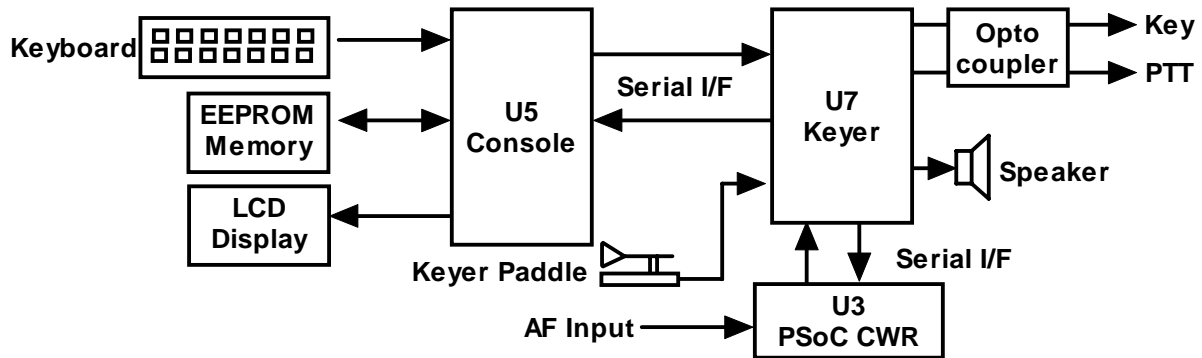 Keyboard
EEPROM
Memory
LCD
Display
U5
Console
Serial I/F
Keyer Paddle
AF Input
U7
Keyer
Opto
coupler
Key
PTT
Speaker
Serial I/F
U3
PSoC CWR